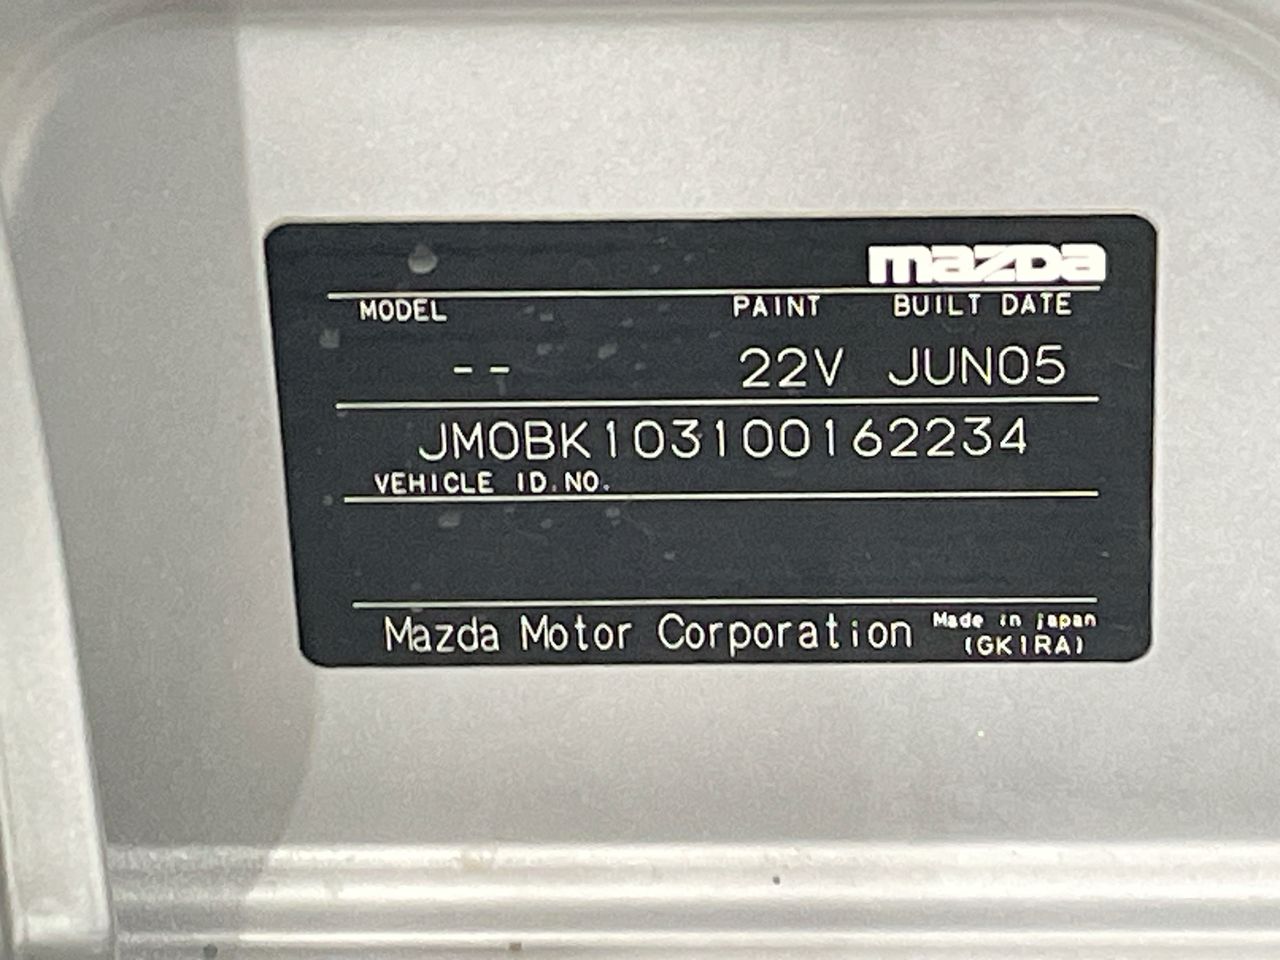 mazda
MODEL PAINT BUILT DATE
-- 22V JUN05
JM0BK103100162234
VEHICLE ID.NO.
Mazda Motor Corporation Made in japan
(GK1RA)